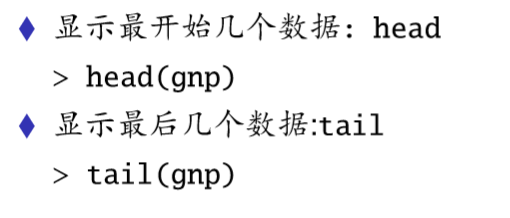 ♦ 显示最开始几个数据: head
> head(gnp)
♦ 显示最后几个数据:tail
> tail(gnp)